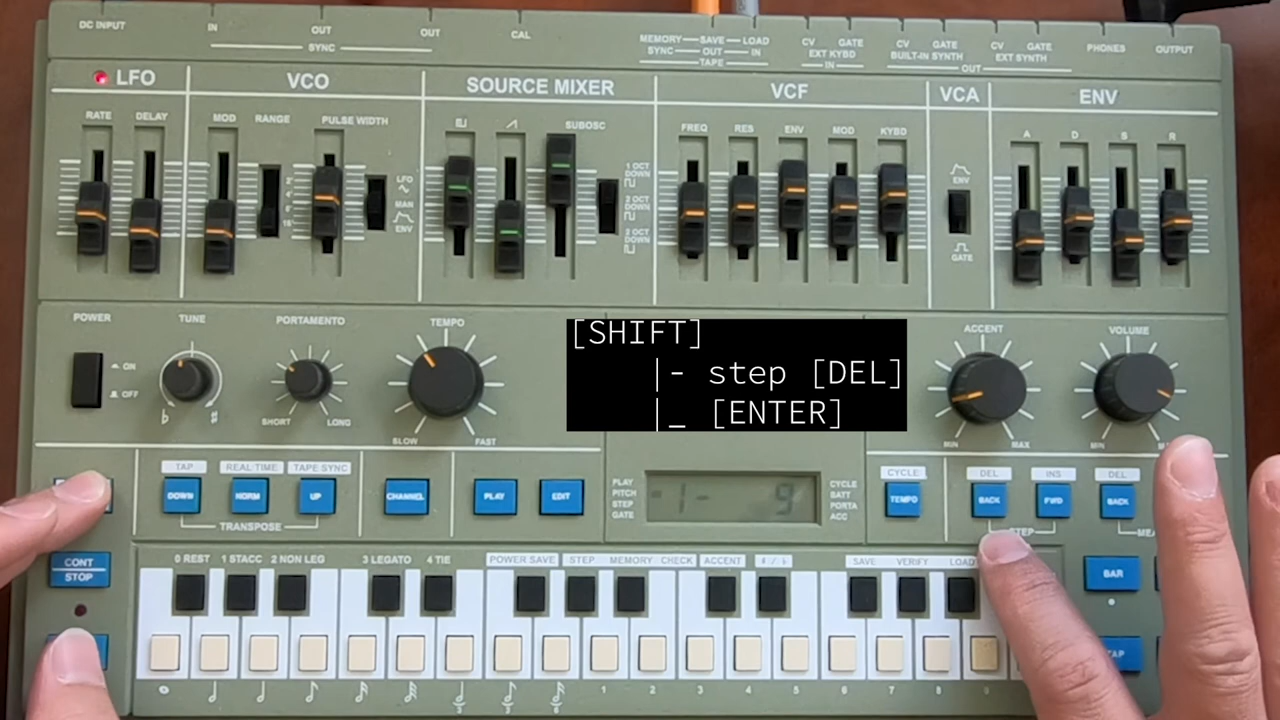 DC INPUT IN OUT OUT CAL
SYNC
MEMORY SAVE LOAD
SYNC OUT IN
TAPE
CV GATE
EXT KYBD
IN
CV GATE
BUILT-IN SYNTH
CV GATE
EXT SYNTH
OUT
PHONES OUTPUT
LFO VCO SOURCE MIXER VCF VCA ENV
RATE DELAY MOD RANGE PULSE WIDTH
SUBOSC
FREQ RES ENV MOD KYBD
A D S R
LFO
MAN
ENV
1 OCT
DOWN
2 OCT
DOWN
2 OCT
DOWN
ENV
GATE
POWER TUNE PORTAMENTO TEMPO
ON
OFF
SHORT LONG
SLOW FAST
[SHIFT]
|- step [DEL]
|_ [ENTER]
ACCENT VOLUME
MIN MAX
MIN
TAP REAL TIME TAPE SYNC
DOWN NORM UP CHANNEL PLAY EDIT
TRANSPOSE
PLAY
PITCH
STEP
GATE
-1- 9
CYCLE
BATT
PORTA
ACC
CYCLE DEL INS DEL
TEMPO BACK FWD BACK
STEP
CONT
STOP
0 REST 1 STACC 2 NON LEG 3 LEGATO 4 TIE
POWER SAVE STEP MEMORY CHECK ACCENT
SAVE VERIFY LOAD
BAR
1 2 3 4 5 6 7 8 9